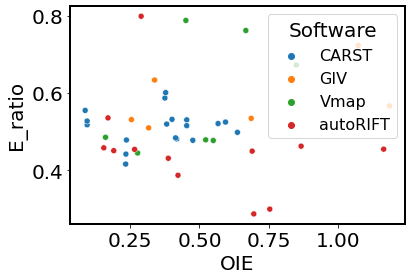 Software
CARST
GIV
Vmap
autoRIFT
E_ratio
0.8
0.6
0.4
0.25 0.50 0.75 1.00
OIE